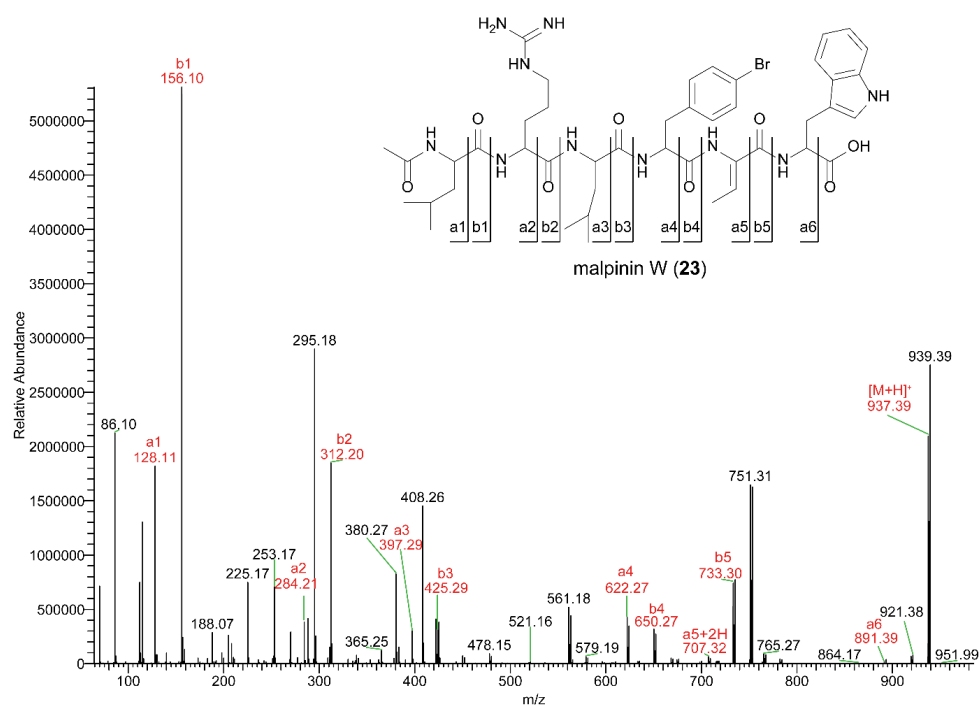 H₂N
NH
HN
Br
NH
O
H
N
O
H
N
O
H
N
OH
O
N
H
O
N
H
O
N
H
O
a1
b1
a2
b2
a3
b3
a4
b4
a5
b5
a6
malpinin W (23)
Relative Abundance
5000000
4500000
4000000
3500000
3000000
2500000
2000000
1500000
1000000
500000
0
b1
156.10
295.18
939.39
[M+H]⁺
937.39
86.10
a1
128.11
b2
312.20
751.31
408.26
380.27
a3
397.29
253.17
a2
284.21
225.17
b3
425.29
a4
622.27
b5
733.30
561.18
b4
650.27
521.16
921.38
188.07
365.25
478.15
579.19
a5+2H
707.32
765.27
a6
891.39
864.17
951.99
100
200
300
400
500
600
700
800
900
m/z